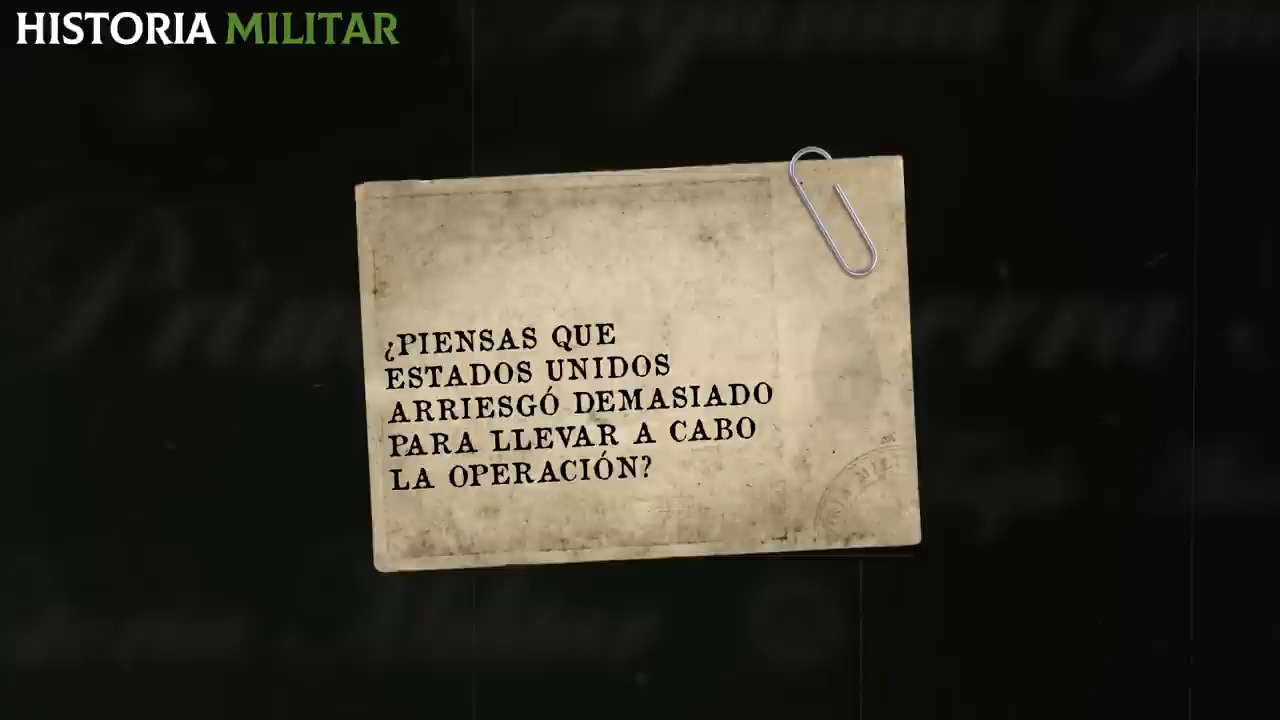 HISTORIA MILITAR
¿PIENSAS QUE
ESTADOS UNIDOS
ARRIESGÓ DEMASIADO
PARA LLEVAR A CABO
LA OPERACIÓN?